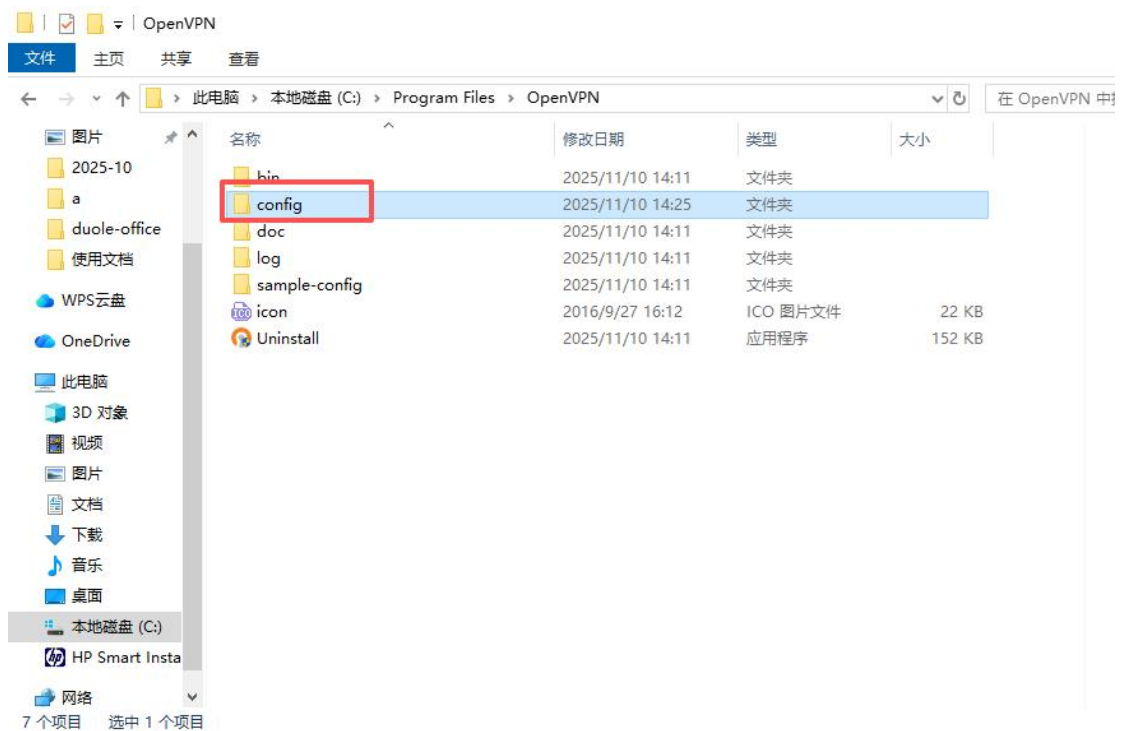 OpenVPN
文件 主页 共享 查看
此电脑 本地磁盘 (C:) Program Files OpenVPN 在 OpenVPN 中
图片
2025-10
a
duole-office
使用文档
WPS云盘
OneDrive
此电脑
3D 对象
视频
图片
文档
下载
音乐
桌面
本地磁盘 (C:)
HP Smart Insta
网络
名称 修改日期 类型 大小
bin 2025/11/10 14:11 文件夹
config 2025/11/10 14:25 文件夹
doc 2025/11/10 14:11 文件夹
log 2025/11/10 14:11 文件夹
sample-config 2025/11/10 14:11 文件夹
icon 2016/9/27 16:12 ICO 图片文件 22 KB
Uninstall 2025/11/10 14:11 应用程序 152 KB
7 个项目 选中 1 个项目